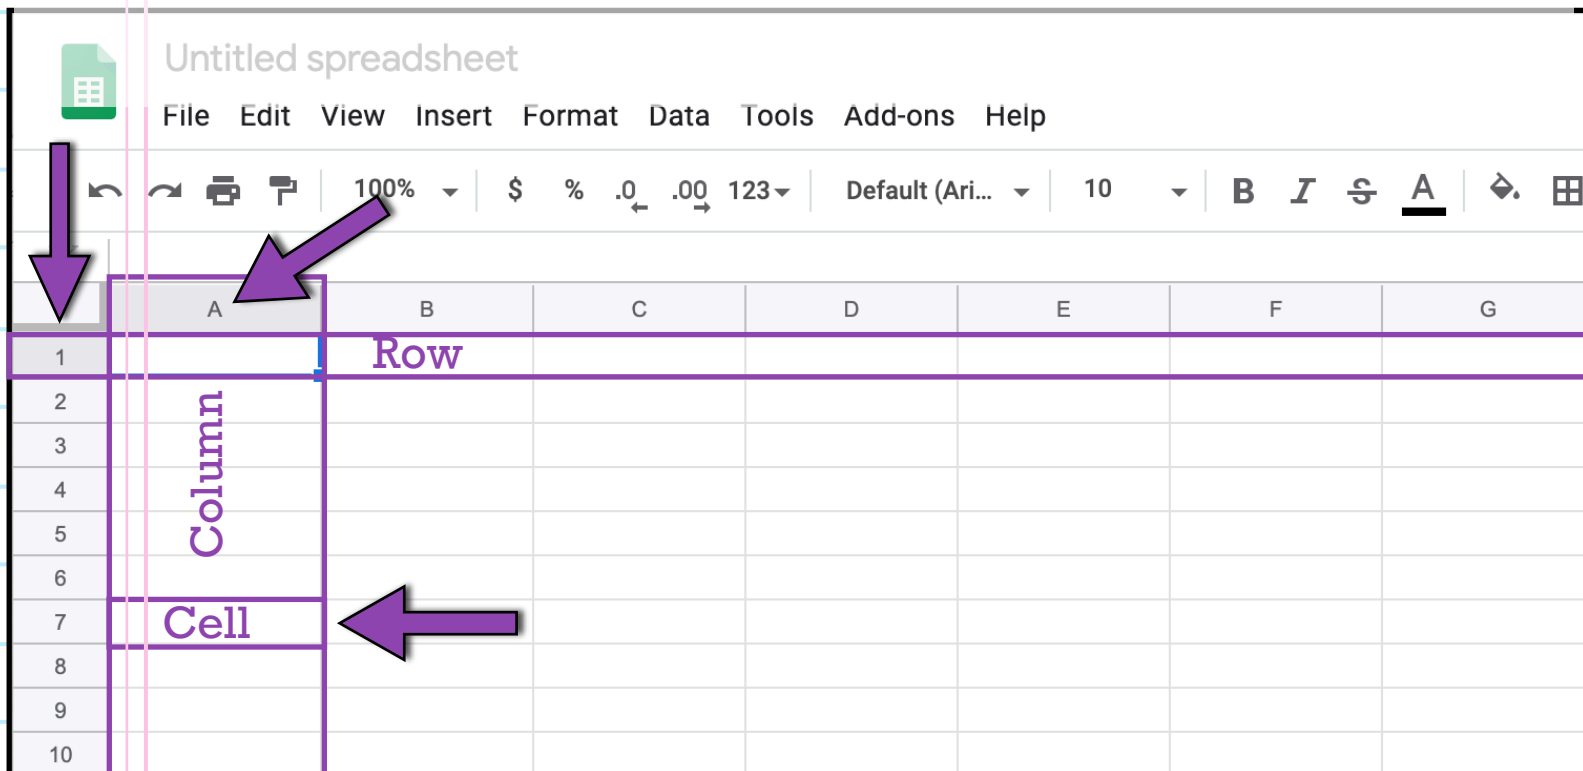 Untitled spreadsheet
File Edit View Insert Format Data Tools Add-ons Help
100% $ % .0 .00 123 Default (Ari... 10 B I S A
A B C D E F G
1 Row
2
3
4
5
6
Column
7 Cell
8
9
10